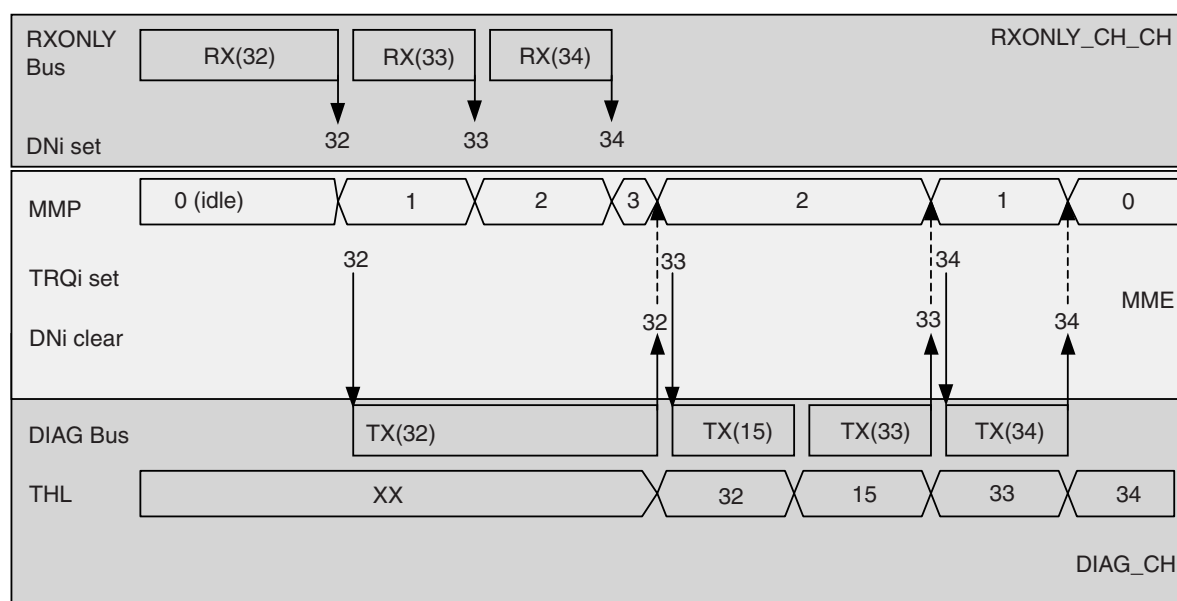 RXONLY Bus
RX(32) RX(33) RX(34)
RXONLY_CH_CH
DNi set
32 33 34
MMP
0 (idle) 1 2 3 2 1 0
TRQi set
32 33 34
MME
DNi clear
32 33 34
DIAG Bus
TX(32) TX(15) TX(33) TX(34)
THL
XX 32 15 33 34
DIAG_CH